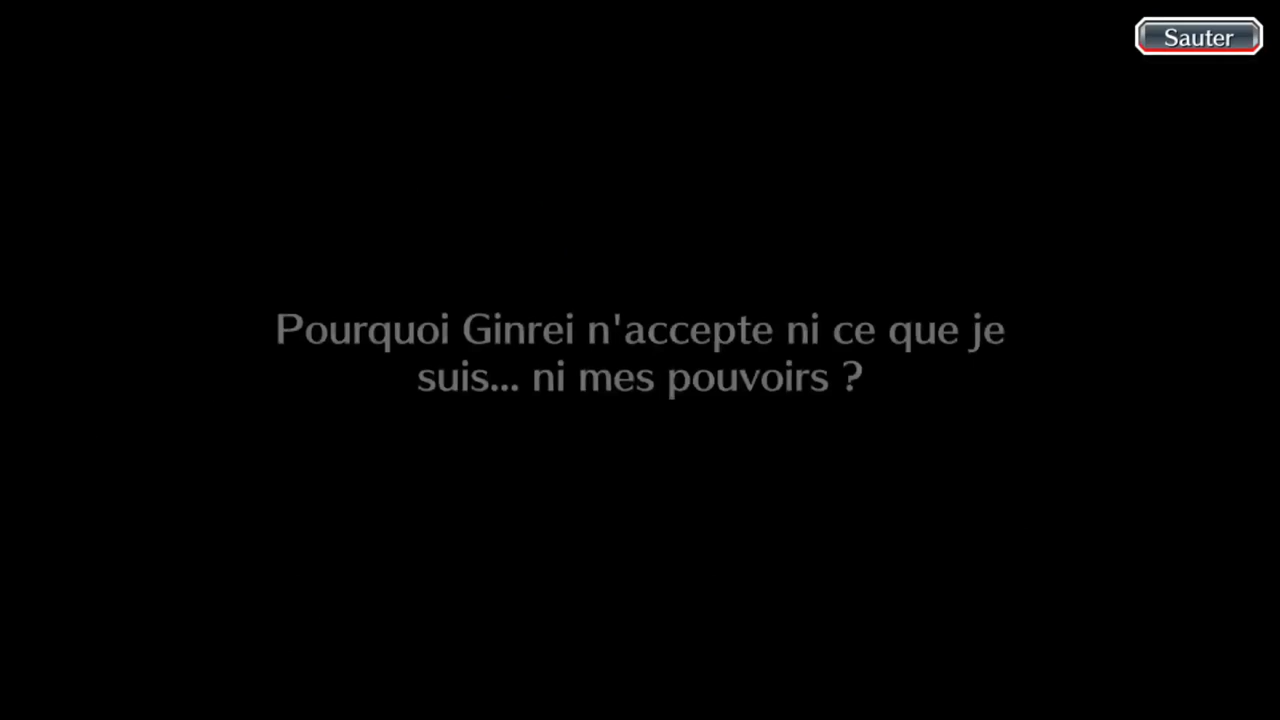 Sauter
Pourquoi Ginrei n'accepte ni ce que je
suis... ni mes pouvoirs ?